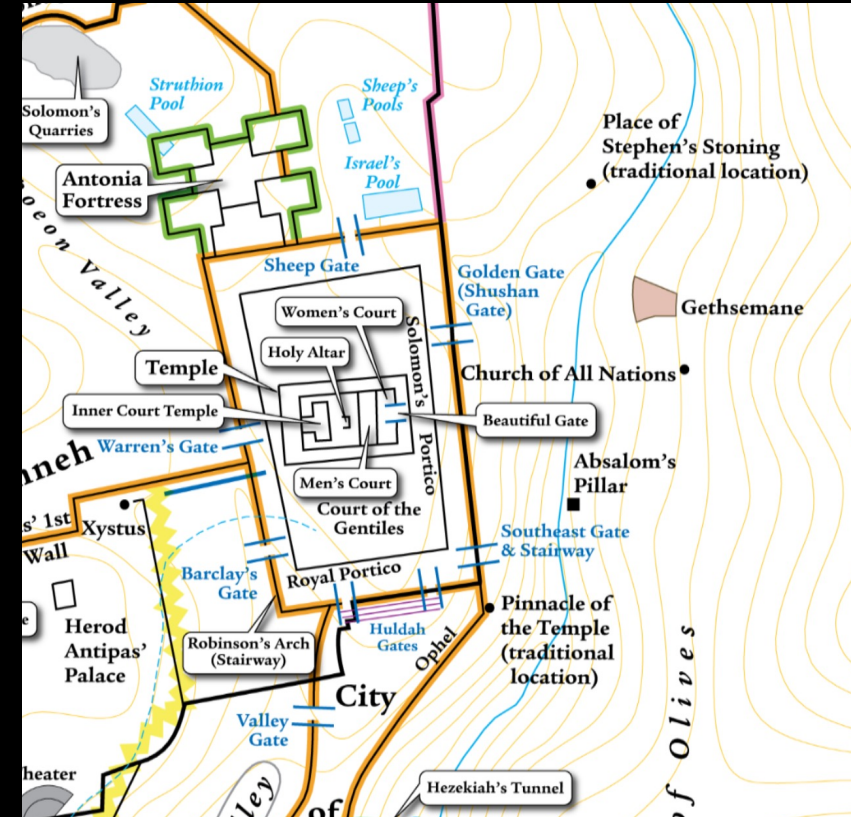 Solomon's
Quarries
Struthion
Pool
Sheep's
Pools
Israel's
Pool
Antonia
Fortress
Place of
Stephen's Stoning
(traditional location)
Valley
Sheep Gate
Golden Gate
(Shushan
Gate)
Gethsemane
Women's Court
Holy Altar
Solomon's
Portico
Temple
Inner Court Temple
Church of All Nations
Beautiful Gate
Warren's Gate
Men's Court
Court of the
Gentiles
Absalom's
Pillar
s' 1st
Wall
Xystus
Southeast Gate
& Stairway
Barclay's
Gate
Royal Portico
Herod
Antipas'
Palace
Robinson's Arch
(Stairway)
Huldah
Gates
Ophel
Pinnacle of
the Temple
(traditional
location)
City
of
Valley
Gate
of Olives
Hezekiah's Tunnel